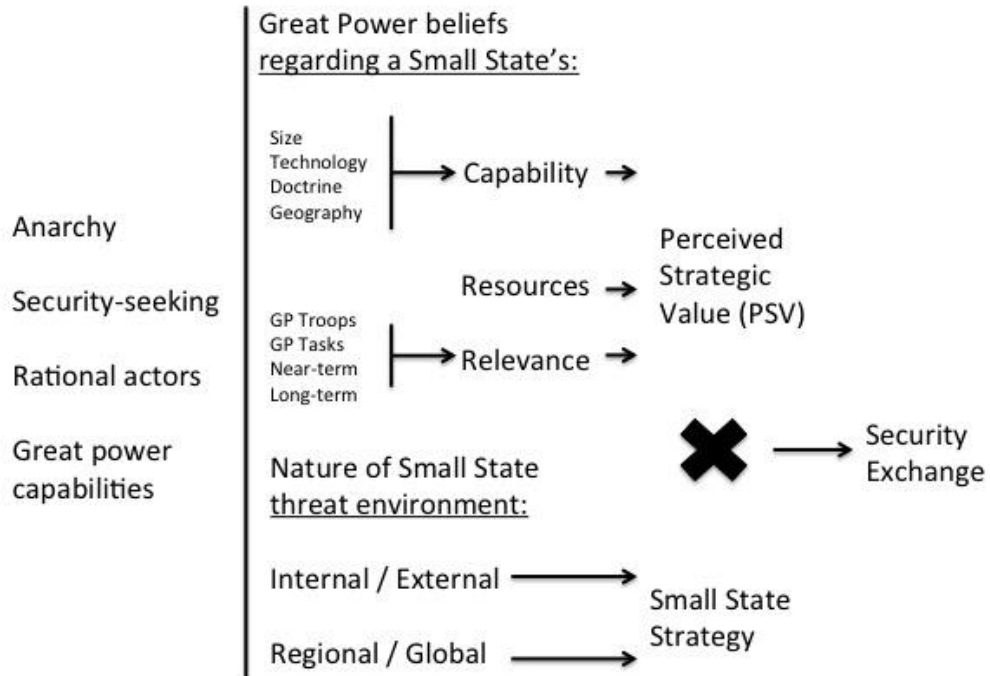 Anarchy
Security-seeking
Rational actors
Great power
capabilities
Great Power beliefs
regarding a Small State's:
Size
Technology
Doctrine
Geography
Capability
Resources
GP Troops
GP Tasks
Near-term
Long-term
Relevance
Perceived
Strategic
Value (PSV)
Nature of Small State
threat environment:
Internal / External
Regional / Global
Small State
Strategy
Security
Exchange